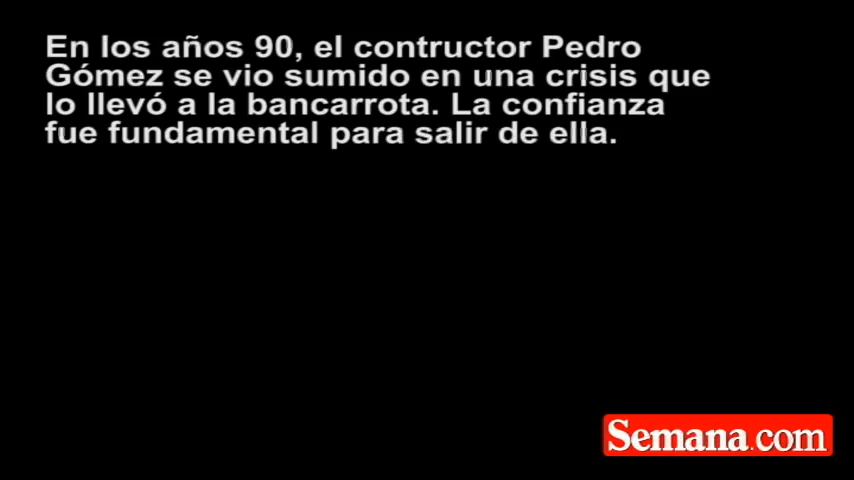 En los años 90, el contructor Pedro
Gómez se vio sumido en una crisis que
lo llevó a la bancarrota. La confianza
fue fundamental para salir de ella.
Semana.com